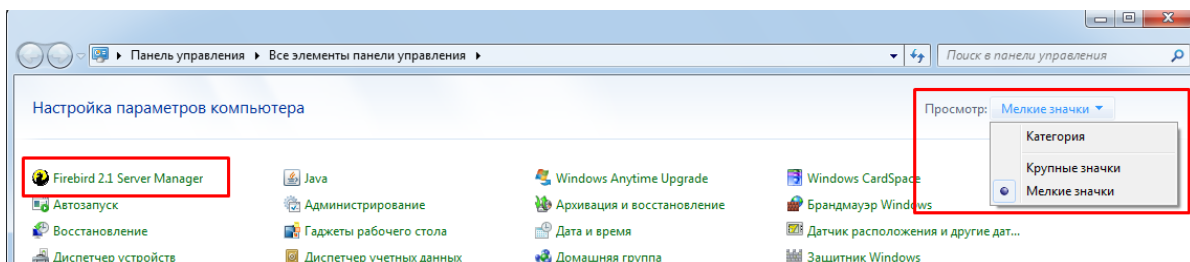 Панель управления ▸ Все элементы панели управления ▸
Поиск в панели управления
Настройка параметров компьютера
Просмотр: Мелкие значки
Категория
Крупные значки
Мелкие значки
Firebird 2.1 Server Manager Java Windows Anytime Upgrade Windows CardSpace
Автозапуск Администрирование Архивация и восстановление Брандмауэр Windows
Восстановление Гаджеты рабочего стола Дата и время Датчик расположения и другие дат...
Диспетчер устройств Диспетчер учетных данных Домашняя группа Защитник Windows